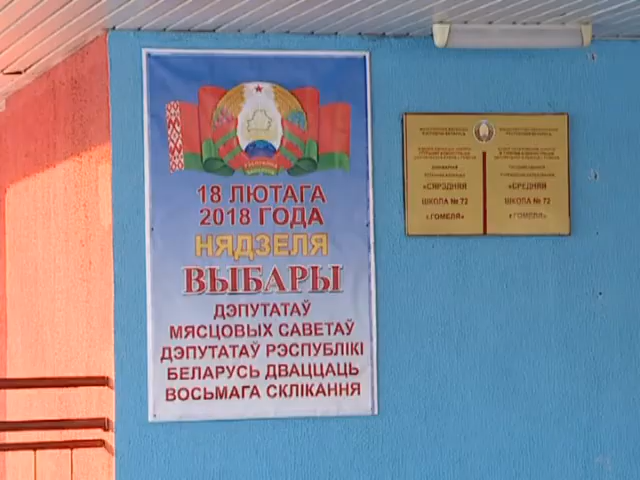 18 ЛЮТАГА
2018 ГОДА
НЯДЗЕЛЯ
ВЫБАРЫ
ДЭПУТАТАЎ
МЯСЦОВЫХ САВЕТАЎ
ДЭПУТАТАЎ РЭСПУБЛІКІ
БЕЛАРУСЬ ДВАЦЦАЦЬ
ВОСЬМАГА СКЛІКАННЯ
«СЯРЭДНЯЯ
ШКОЛА № 72
г.ГОМЕЛЯ»
«СРЕДНЯЯ
ШКОЛА № 72
г.ГОМЕЛЯ»